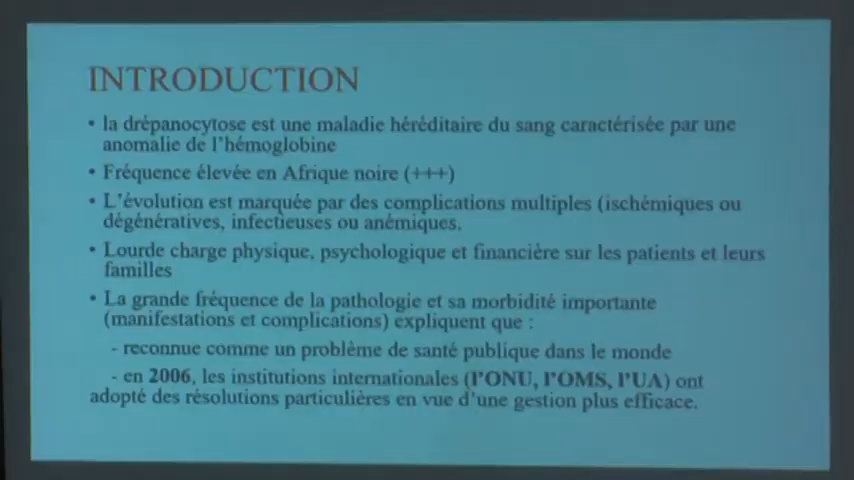 INTRODUCTION
• la drépanocytose est une maladie héréditaire du sang caractérisée par une
anomalie de l'hémoglobine
• Fréquence élevée en Afrique noire (+++)
• L'évolution est marquée par des complications multiples (ischémiques ou
dégénératives, infectieuses ou anémiques.
• Lourde charge physique, psychologique et financière sur les patients et leurs
familles
• La grande fréquence de la pathologie et sa morbidité importante
(manifestations et complications) expliquent que :
- reconnue comme un problème de santé publique dans le monde
- en 2006, les institutions internationales (l'ONU, l'OMS, l'UA) ont
adopté des résolutions particulières en vue d'une gestion plus efficace.